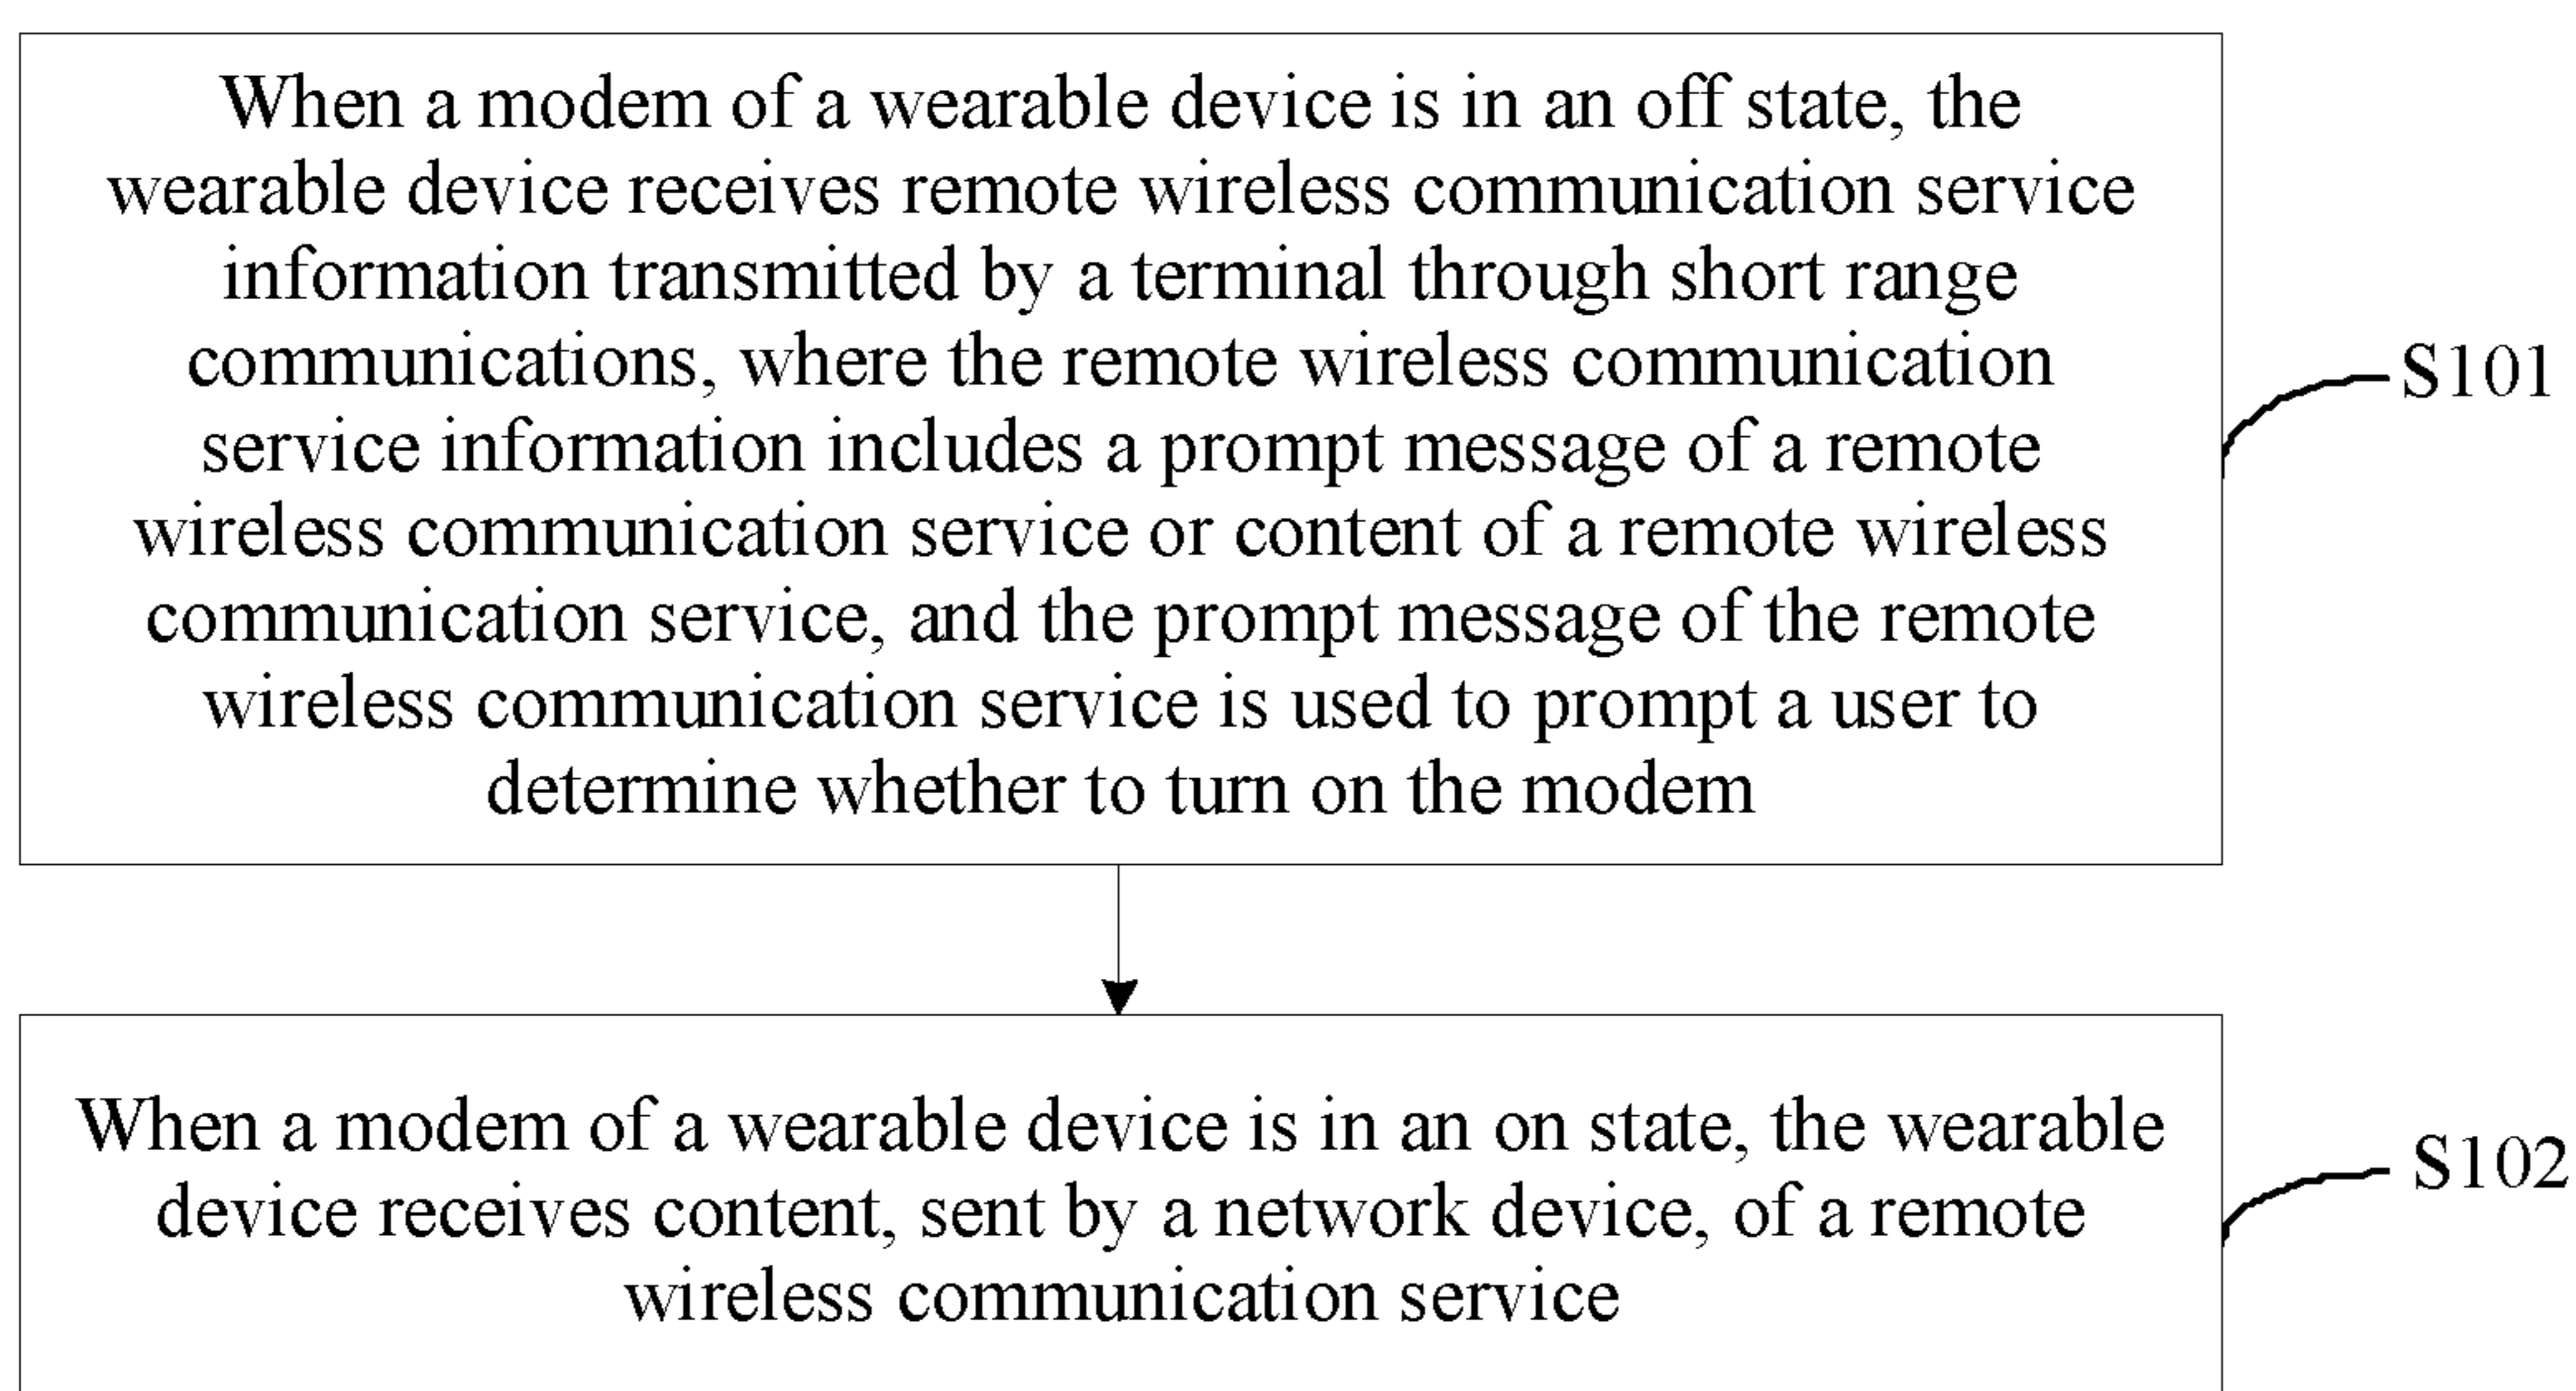 When a modem of a wearable device is in an off state, the
wearable device receives remote wireless communication service
information transmitted by a terminal through short range
communications, where the remote wireless communication
service information includes a prompt message of a remote
wireless communication service or content of a remote wireless
communication service, and the prompt message of the remote
wireless communication service is used to prompt a user to
determine whether to turn on the modem
S101
When a modem of a wearable device is in an on state, the wearable
device receives content, sent by a network device, of a remote
wireless communication service
S102